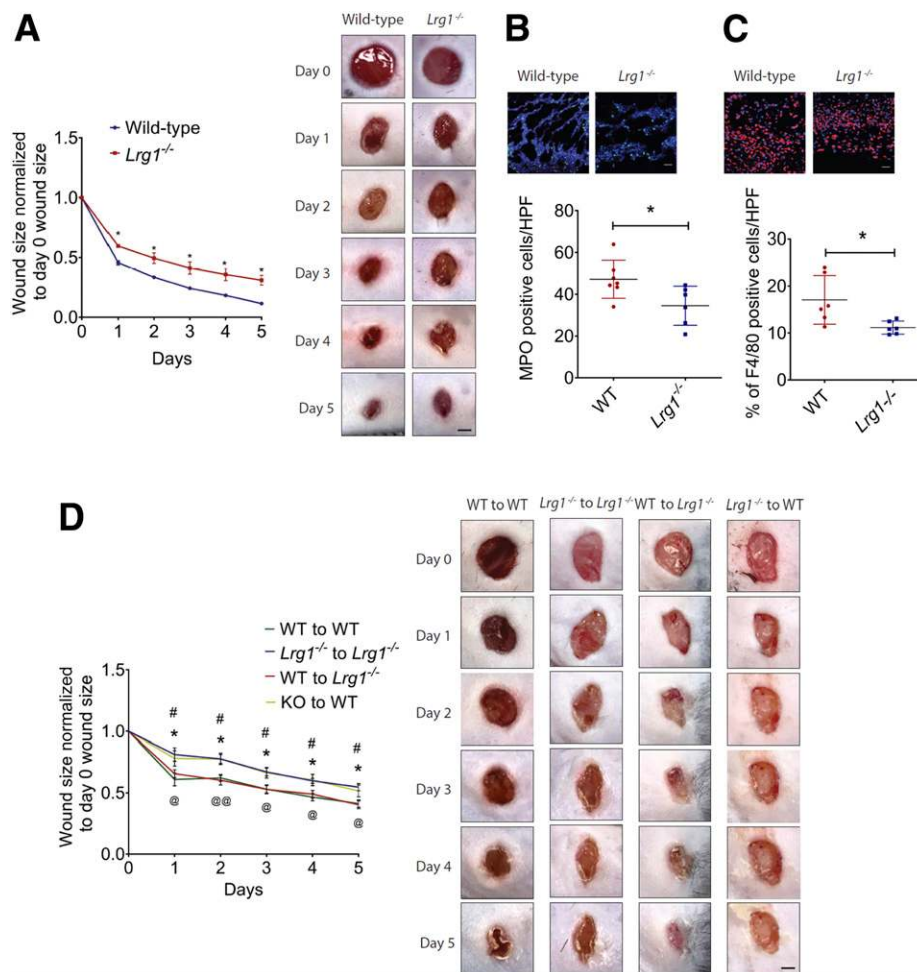 A
Wild-type Lrg1-/-
Day 0
Day 1
Day 2
Day 3
Day 4
Day 5
Wound size normalized
to day 0 wound size
1.5
1.0
0.5
0.0
0 1 2 3 4 5
Days
Wild-type
Lrg1-/-
* * * * *
B
Wild-type Lrg1-/-
MPO positive cells/HPF
80
60
40
20
0
*
WT Lrg1-/-
C
Wild-type Lrg1-/-
% of F4/80 positive cells/HPF
30
20
10
0
*
WT Lrg1-/-
D
WT to WT
Lrg1-/- to Lrg1-/-
WT to Lrg1-/-
KO to WT
Wound size normalized
to day 0 wound size
1.5
1.0
0.5
0.0
# # # # #
* * * * *
@ @@ @ @ @
0 1 2 3 4 5
Days
WT to WT Lrg1-/- to Lrg1-/- WT to Lrg1-/- Lrg1-/- to WT
Day 0
Day 1
Day 2
Day 3
Day 4
Day 5